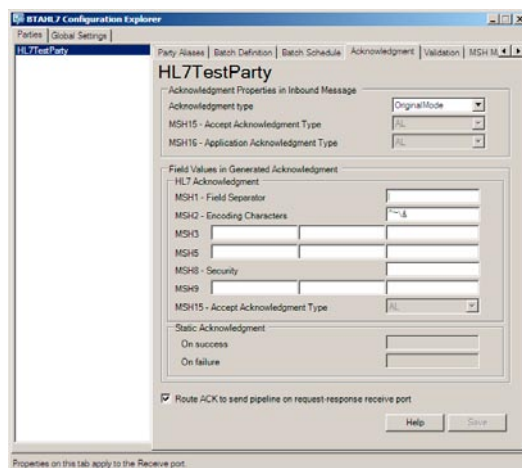 BTAHL7 Configuration Explorer
Parties Global Settings
HL7TestParty
Party Aliases Batch Definition Batch Schedule Acknowledgment Validation MSH M
HL7TestParty
Acknowledgment Properties in Inbound Message
Acknowledgment type OriginalMode
MSH15 - Accept Acknowledgment Type AL
MSH16 - Application Acknowledgment Type AL
Field Values in Generated Acknowledgment
HL7 Acknowledgment
MSH1 - Field Separator |
MSH2 - Encoding Characters
MSH3
MSH5
MSH8 - Security
MSH9
MSH15 - Accept Acknowledgment Type AL
Static Acknowledgment
On success
On failure
Route ACK to send pipeline on request-response receive port
Help Save
Properties on this tab apply to the Receive port.